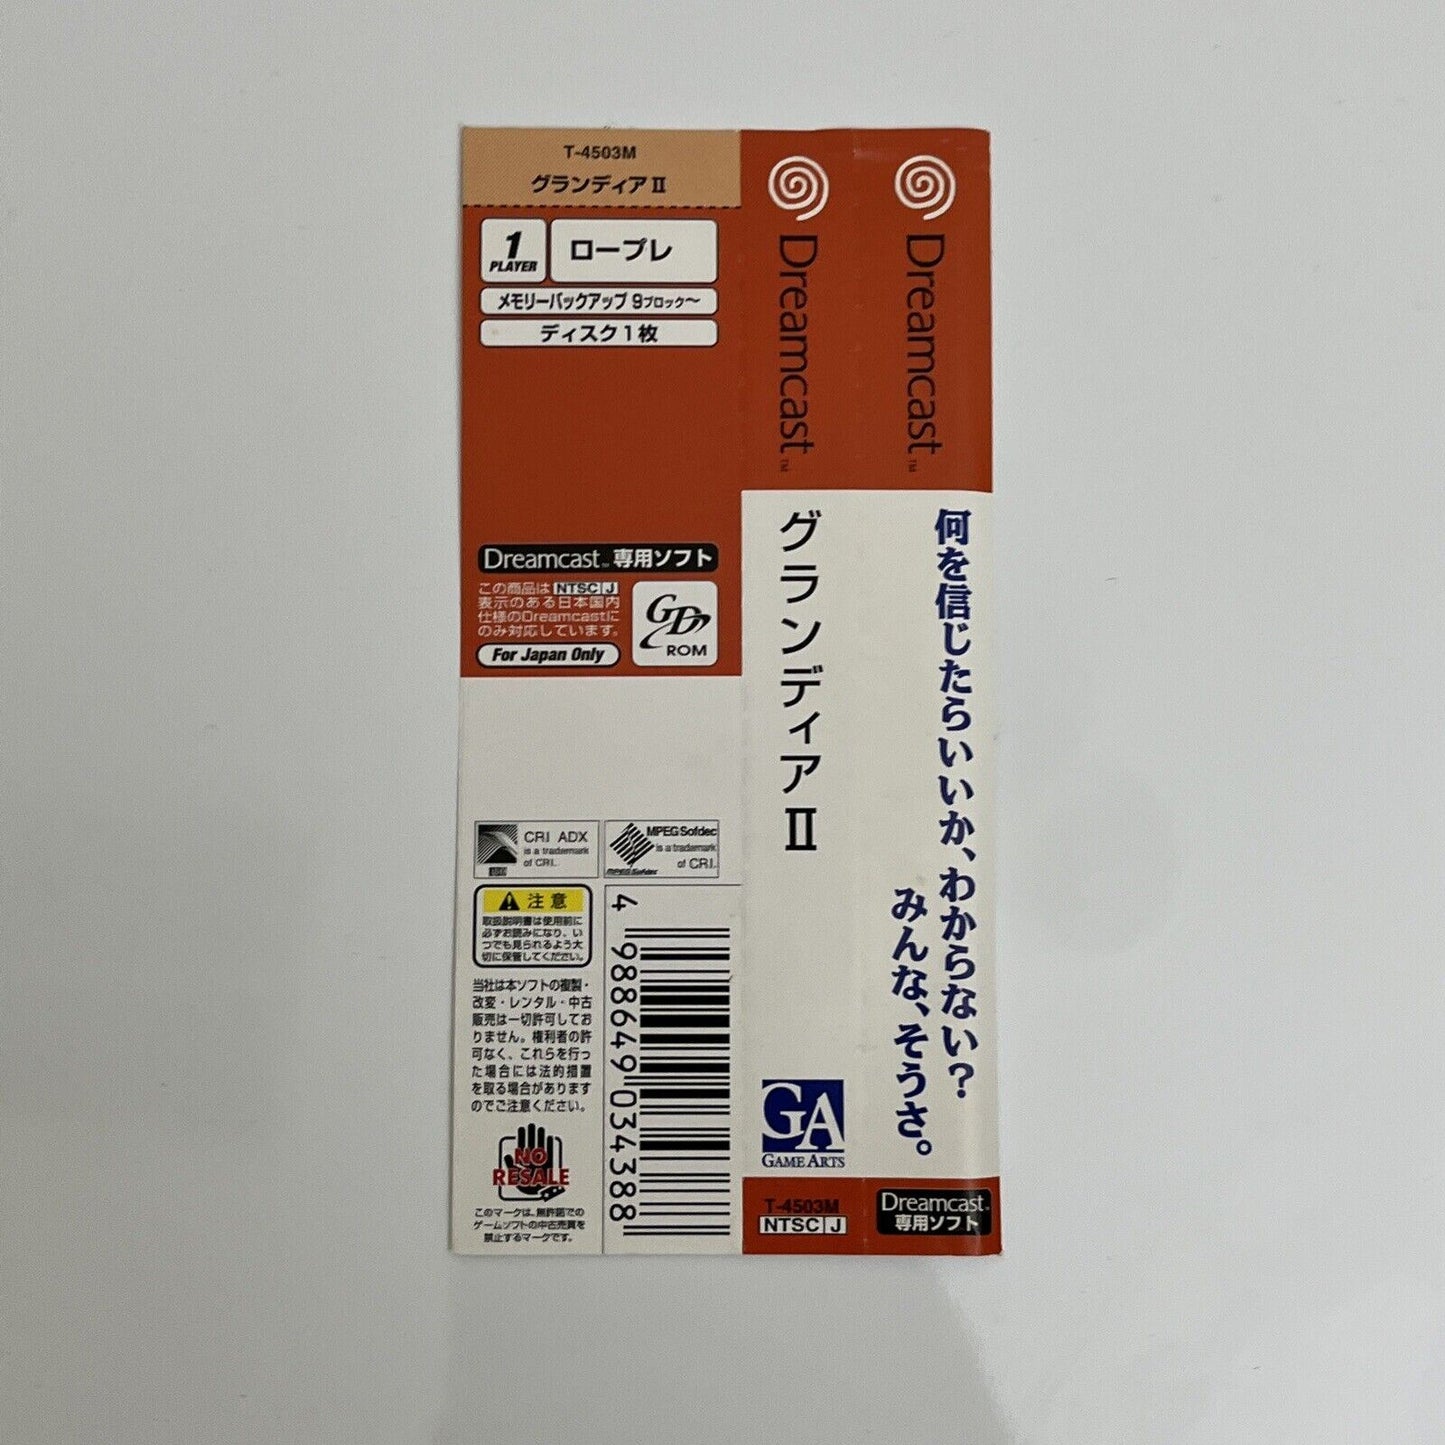 T-4503M
グランディアⅡ
1
PLAYER
ロープレ
メモリーバックアップ 9ブロック〜
ディスク1枚
Dreamcast™ 専用ソフト
この商品は NTSC J
表示のある日本国内
仕様のDreamcastに
のみ対応しています。
For Japan Only
GD
ROM
CRI ADX
is a trademark
of CRI.
ADX
MPEG Sofdec
is a trademark
of CRI.
MPEG Sofdec
注意
取扱説明書は使用前に
必ずお読みになり、い
つでも見られるよう大
切に保管してください。
当社は本ソフトの複製・
改変・レンタル・中古
販売は一切許可してお
りません。権利者の許
可なく、これらを行っ
た場合には法的措置
を取る場合があります
のでご注意ください。
NO
RESALE
このマークは、無許諾での
ゲームソフトの中古売買を
禁止するマークです。
4 988649 034388
Dreamcast™
グランディアⅡ
GA
GAME ARTS
T-4503M
NTSC J
Dreamcast™
何を信じたらいいか、わからない?
みんな、そうさ。
Dreamcast™
専用ソフト